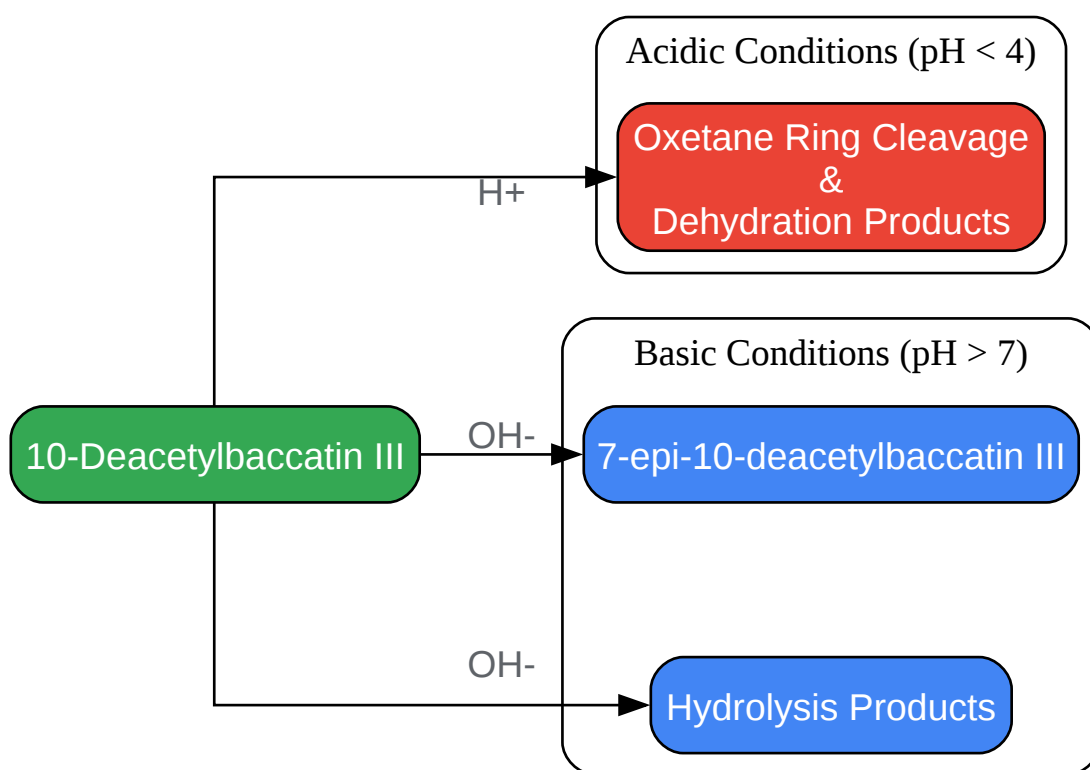 Acidic Conditions (pH < 4)
Oxetane Ring Cleavage
&
Dehydration Products
H+
Basic Conditions (pH > 7)
10-Deacetylbaccatin III
OH-
7-epi-10-deacetylbaccatin III
OH-
Hydrolysis Products